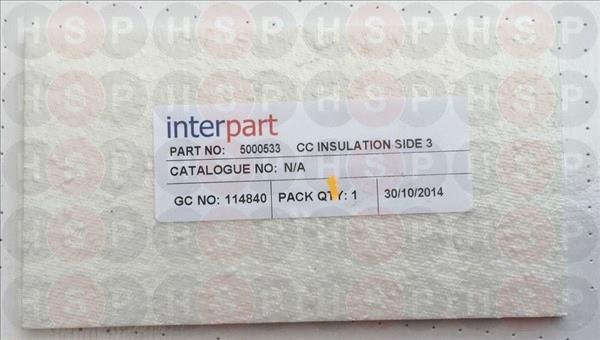 interpart
PART NO: 5000533 CC INSULATION SIDE 3
CATALOGUE NO: N/A
GC NO: 114840 PACK QTY: 1 30/10/2014